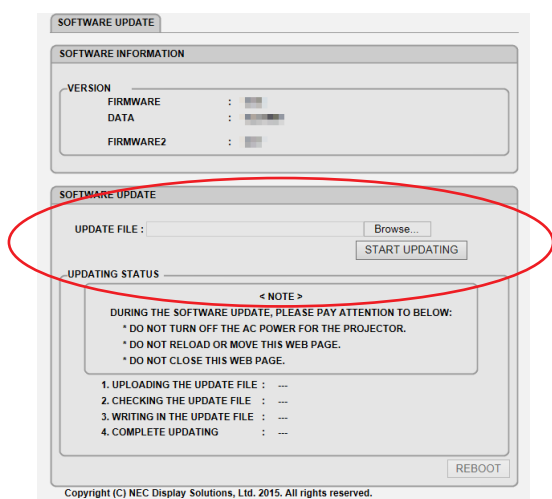 SOFTWARE UPDATE
SOFTWARE INFORMATION
VERSION
FIRMWARE :
DATA :
FIRMWARE2 :
SOFTWARE UPDATE
UPDATE FILE : Browse...
START UPDATING
UPDATING STATUS
< NOTE >
DURING THE SOFTWARE UPDATE, PLEASE PAY ATTENTION TO BELOW:
* DO NOT TURN OFF THE AC POWER FOR THE PROJECTOR.
* DO NOT RELOAD OR MOVE THIS WEB PAGE.
* DO NOT CLOSE THIS WEB PAGE.
1. UPLOADING THE UPDATE FILE : ---
2. CHECKING THE UPDATE FILE : ---
3. WRITING IN THE UPDATE FILE : ---
4. COMPLETE UPDATING : ---
REBOOT
Copyright (C) NEC Display Solutions, Ltd. 2015. All rights reserved.